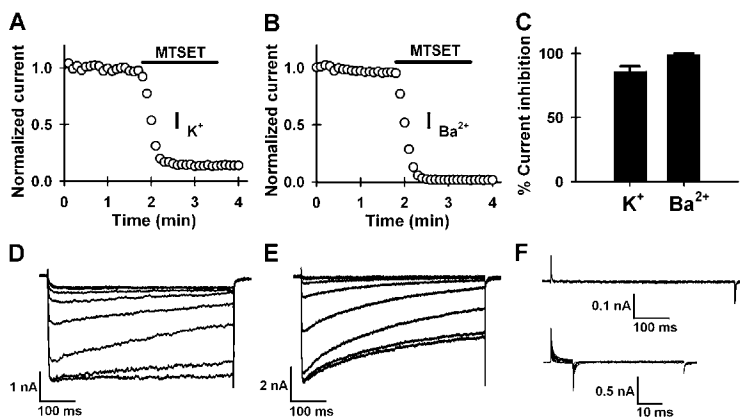 A
Normalized current
1.0
0.5
0.0
0 1 2 3 4
Time (min)
MTSET
I K+
B
Normalized current
1.0
0.5
0.0
0 1 2 3 4
Time (min)
MTSET
I Ba2+
C
% Current inhibition
100
50
0
K+ Ba2+
D
1 nA
100 ms
E
2 nA
100 ms
F
0.1 nA
100 ms
0.5 nA
10 ms